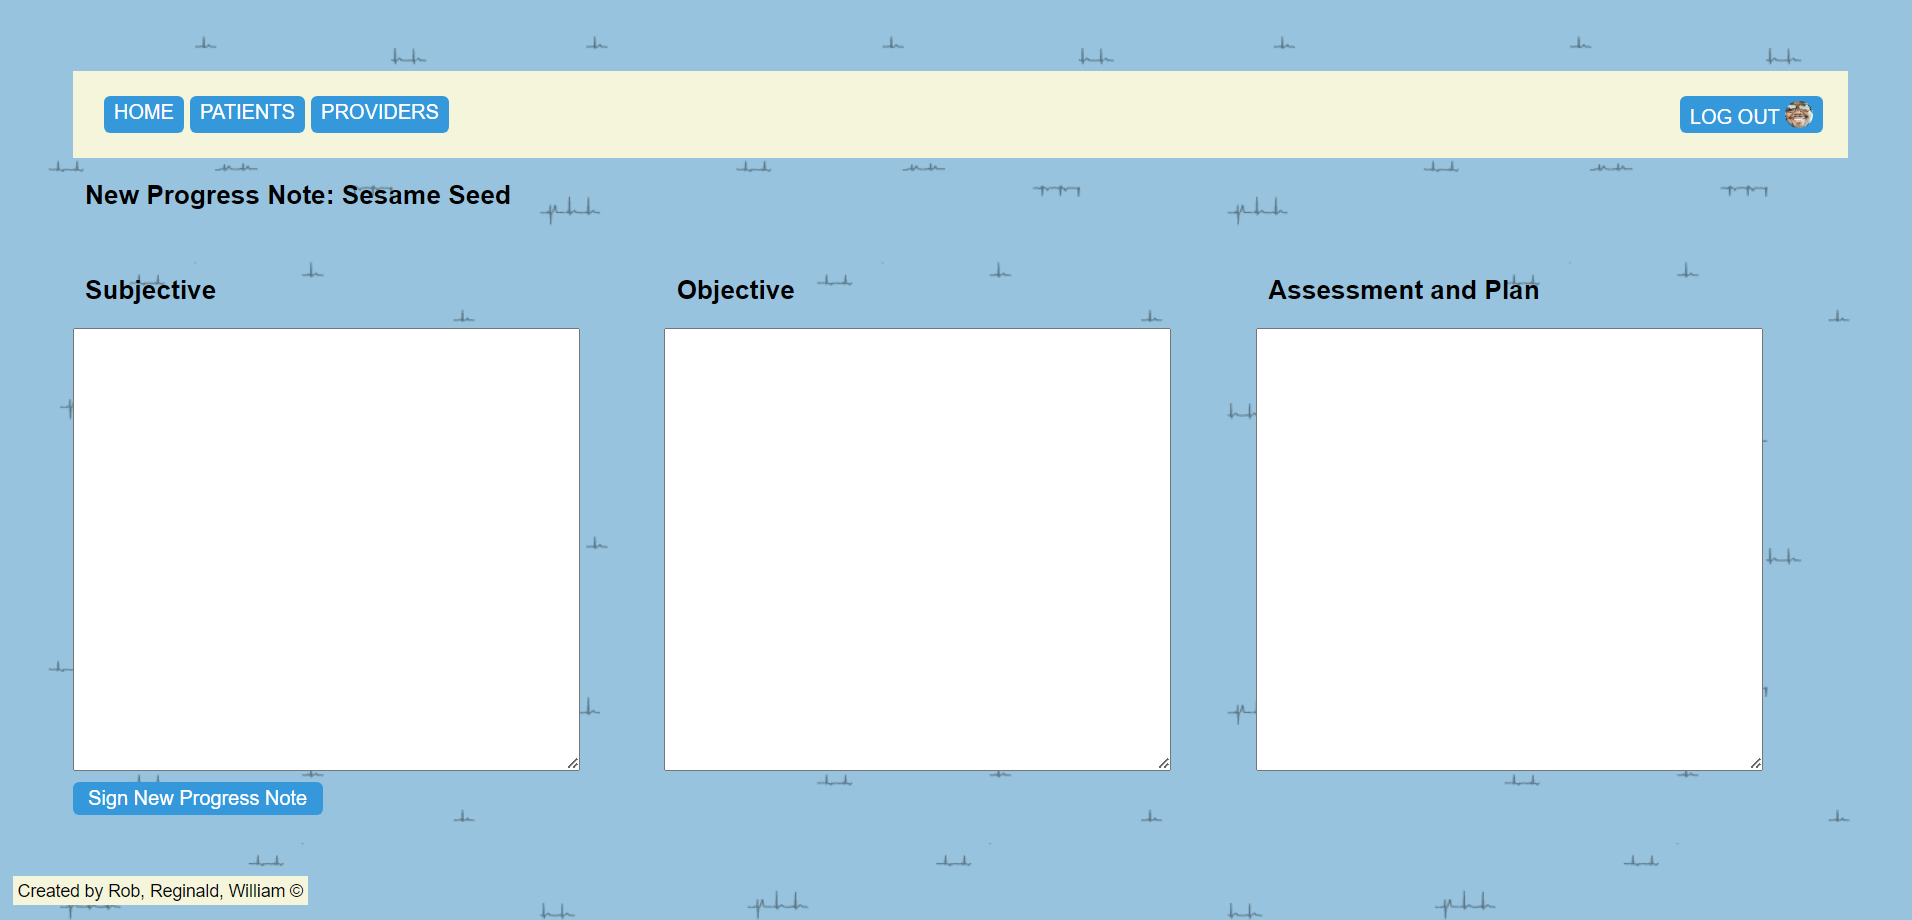 HOME PATIENTS PROVIDERS LOG OUT
New Progress Note: Sesame Seed
Subjective Objective Assessment and Plan
Sign New Progress Note
Created by Rob, Reginald, William ©